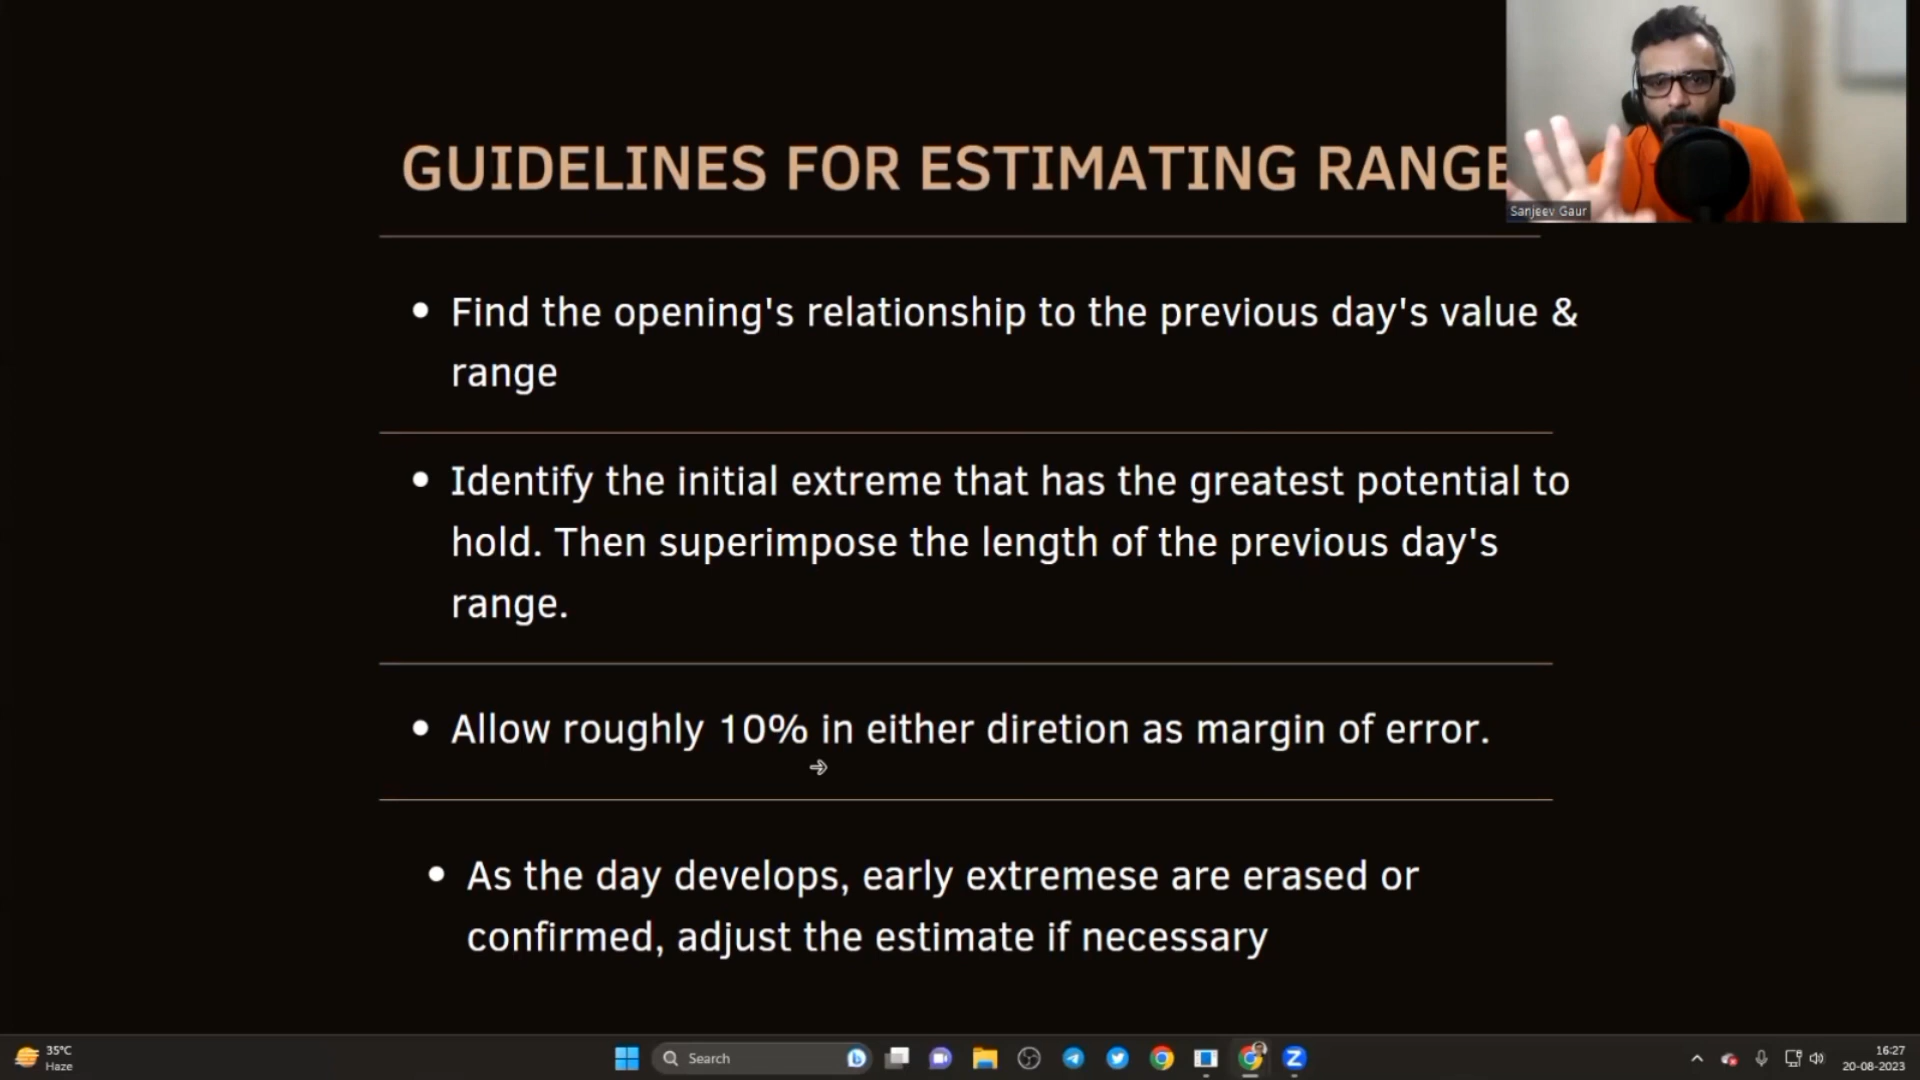 GUIDELINES FOR ESTIMATING RANGE
Sanjeev Gaur
• Find the opening's relationship to the previous day's value &
range
• Identify the initial extreme that has the greatest potential to
hold. Then superimpose the length of the previous day's
range.
• Allow roughly 10% in either diretion as margin of error.
• As the day develops, early extremese are erased or
confirmed, adjust the estimate if necessary
35°C
Haze
Search
16:27
20-08-2023